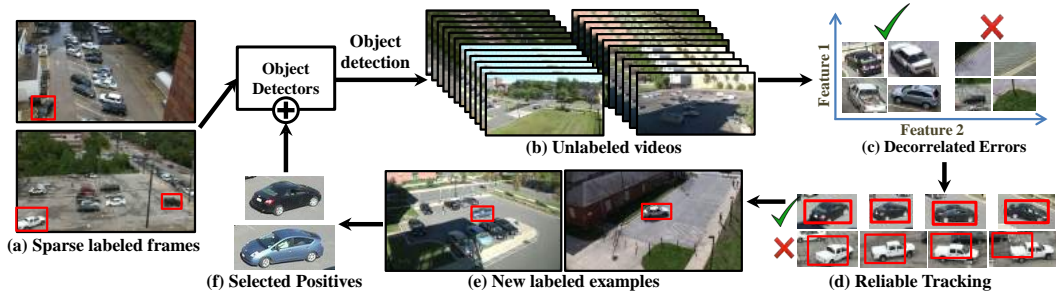 (a) Sparse labeled frames
Object
Detectors
Object
detection
(b) Unlabeled videos
Feature 1
Feature 2
(c) Decorrelated Errors
(d) Reliable Tracking
(e) New labeled examples
(f) Selected Positives